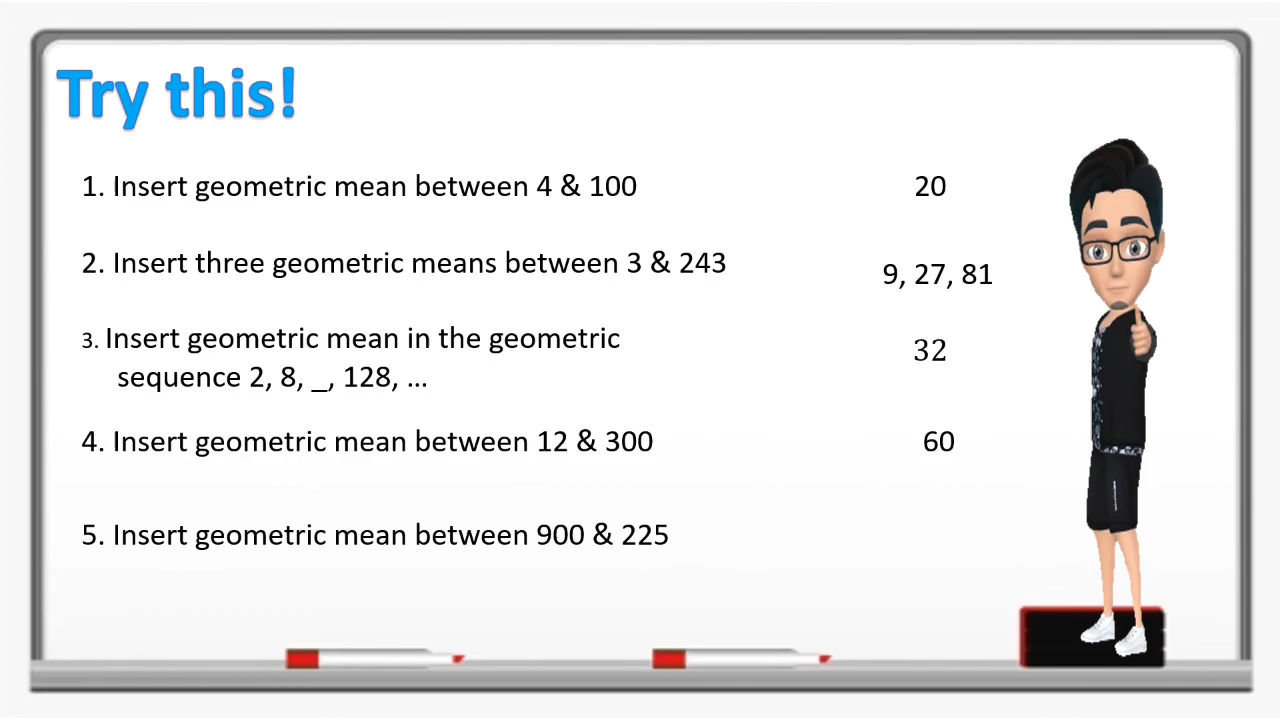 Try this!
1. Insert geometric mean between 4 & 100
20
2. Insert three geometric means between 3 & 243
9, 27, 81
3. Insert geometric mean in the geometric
sequence 2, 8, _, 128, ...
32
4. Insert geometric mean between 12 & 300
60
5. Insert geometric mean between 900 & 225